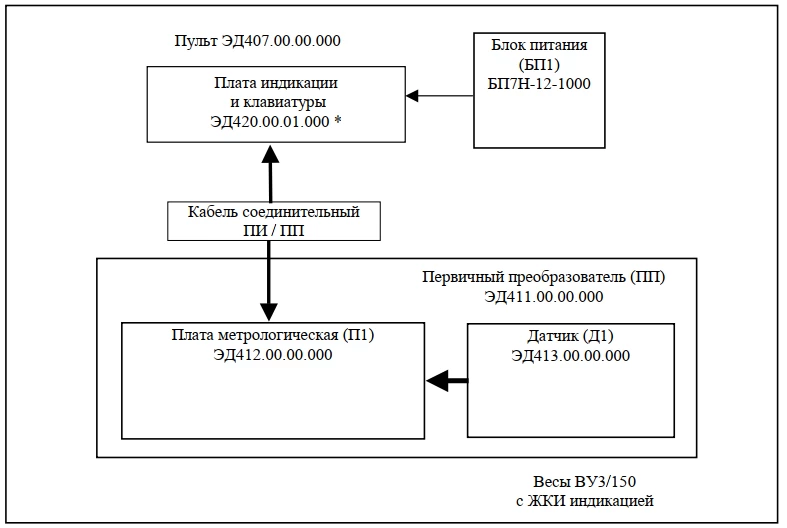 Пульт ЭД407.00.00.000
Плата индикации
и клавиатуры
ЭД420.00.01.000 *
Блок питания
(БП1)
БП7Н-12-1000
Кабель соединительный
ПИ / ПП
Первичный преобразователь (ПП)
ЭД411.00.00.000
Плата метрологическая (П1)
ЭД412.00.00.000
Датчик (Д1)
ЭД413.00.00.000
Весы ВУ3/150
с ЖКИ индикацией